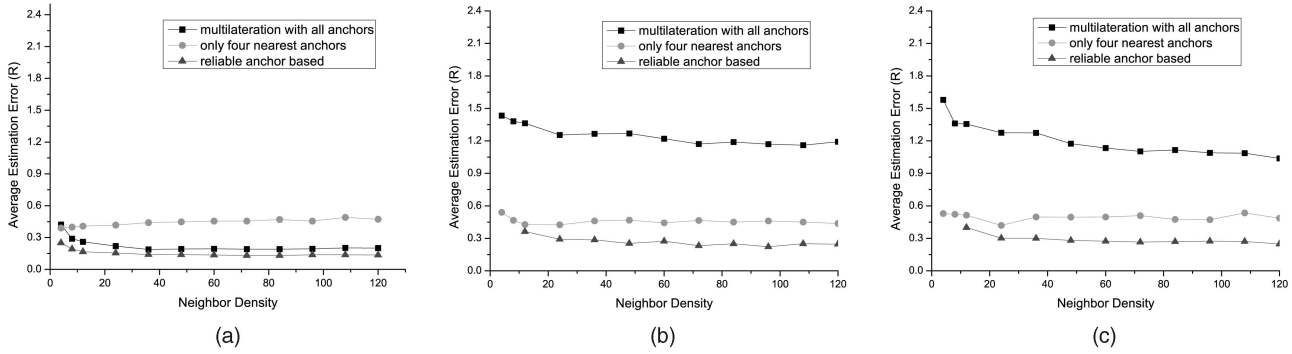 2.4
2.1
1.8
1.5
1.2
0.9
0.6
0.3
0.0
Average Estimation Error (R)
multilateration with all anchors
only four nearest anchors
reliable anchor based
0 20 40 60 80 100 120
Neighbor Density
(a)
2.4
2.1
1.8
1.5
1.2
0.9
0.6
0.3
0.0
Average Estimation Error (R)
multilateration with all anchors
only four nearest anchors
reliable anchor based
0 20 40 60 80 100 120
Neighbor Density
(b)
2.4
2.1
1.8
1.5
1.2
0.9
0.6
0.3
0.0
Average Estimation Error (R)
multilateration with all anchors
only four nearest anchors
reliable anchor based
0 20 40 60 80 100 120
Neighbor Density
(c)